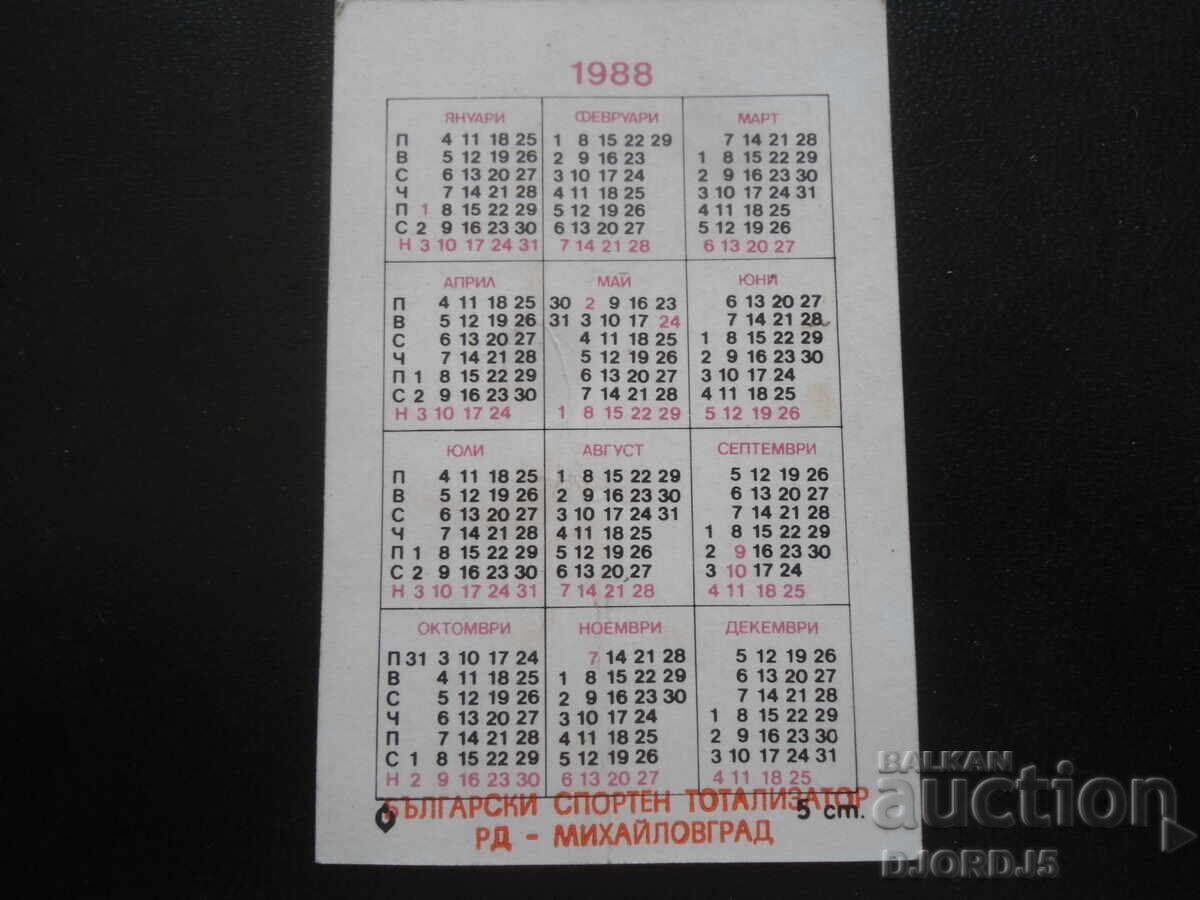 1988
ЯНУАРИ ФЕВРУАРИ МАРТ
П 4 11 18 25 1 8 15 22 29 7 14 21 28
В 5 12 19 26 2 9 16 23 1 8 15 22 29
С 6 13 20 27 3 10 17 24 2 9 16 23 30
Ч 7 14 21 28 4 11 18 25 3 10 17 24 31
П 1 8 15 22 29 5 12 19 26 4 11 18 25
С 2 9 16 23 30 6 13 20 27 5 12 19 26
Н 3 10 17 24 31 7 14 21 28 6 13 20 27
АПРИЛ МАЙ ЮНИ
П 4 11 18 25 30 2 9 16 23 6 13 20 27
В 5 12 19 26 31 3 10 17 24 7 14 21 28
С 6 13 20 27 4 11 18 25 1 8 15 22 29
Ч 7 14 21 28 5 12 19 26 2 9 16 23 30
П 1 8 15 22 29 6 13 20 27 3 10 17 24
С 2 9 16 23 30 7 14 21 28 4 11 18 25
Н 3 10 17 24 1 8 15 22 29 5 12 19 26
ЮЛИ АВГУСТ СЕПТЕМВРИ
П 4 11 18 25 1 8 15 22 29 5 12 19 26
В 5 12 19 26 2 9 16 23 30 6 13 20 27
С 6 13 20 27 3 10 17 24 31 7 14 21 28
Ч 7 14 21 28 4 11 18 25 1 8 15 22 29
П 1 8 15 22 29 5 12 19 26 2 9 16 23 30
С 2 9 16 23 30 6 13 20 27 3 10 17 24
Н 3 10 17 24 31 7 14 21 28 4 11 18 25
ОКТОМВРИ НОЕМВРИ ДЕКЕМВРИ
П 31 3 10 17 24 7 14 21 28 5 12 19 26
В 4 11 18 25 1 8 15 22 29 6 13 20 27
С 5 12 19 26 2 9 16 23 30 7 14 21 28
Ч 6 13 20 27 3 10 17 24 1 8 15 22 29
П 7 14 21 28 4 11 18 25 2 9 16 23 30
С 1 8 15 22 29 5 12 19 26 3 10 17 24 31
Н 2 9 16 23 30 6 13 20 27 4 11 18 25
БЪЛГАРСКИ СПОРТЕН ТОТАЛИЗАТОР
5 cm.
РД - МИХАЙЛОВГРАД
BALKAN
auction
DJORDJ5